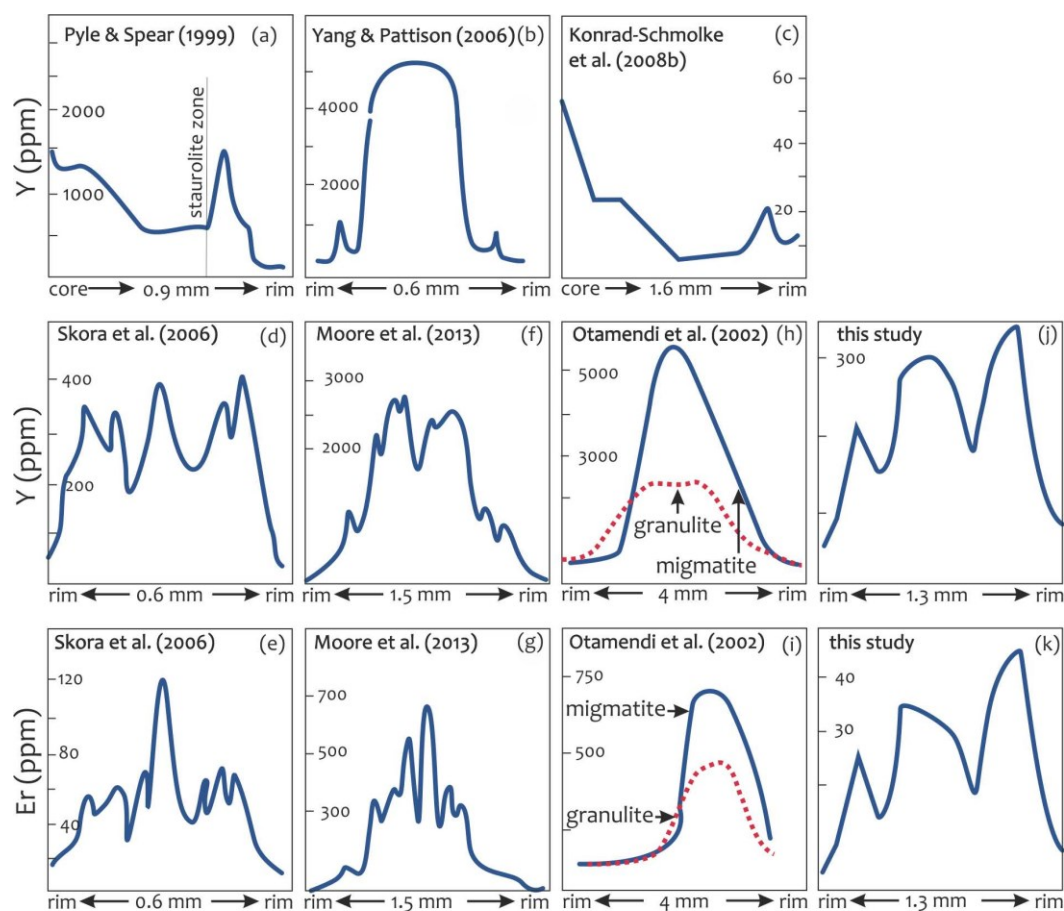 Pyle & Spear (1999) (a)
Y (ppm)
2000
1000
staurolite zone
core 0.9 mm rim
Yang & Pattison (2006) (b)
4000
2000
rim 0.6 mm rim
Konrad-Schmolke (c)
et al. (2008b)
60
40
20
core 1.6 mm rim
Skora et al. (2006) (d)
Y (ppm)
400
200
rim 0.6 mm rim
Moore et al. (2013) (f)
3000
2000
rim 1.5 mm rim
Otamendi et al. (2002) (h)
5000
3000
granulite
migmatite
rim 4 mm rim
this study (j)
300
rim 1.3 mm rim
Skora et al. (2006) (e)
Er (ppm)
120
80
40
rim 0.6 mm rim
Moore et al. (2013) (g)
700
500
300
rim 1.5 mm rim
Otamendi et al. (2002) (i)
750
migmatite
500
granulite
rim 4 mm rim
this study (k)
40
30
rim 1.3 mm rim